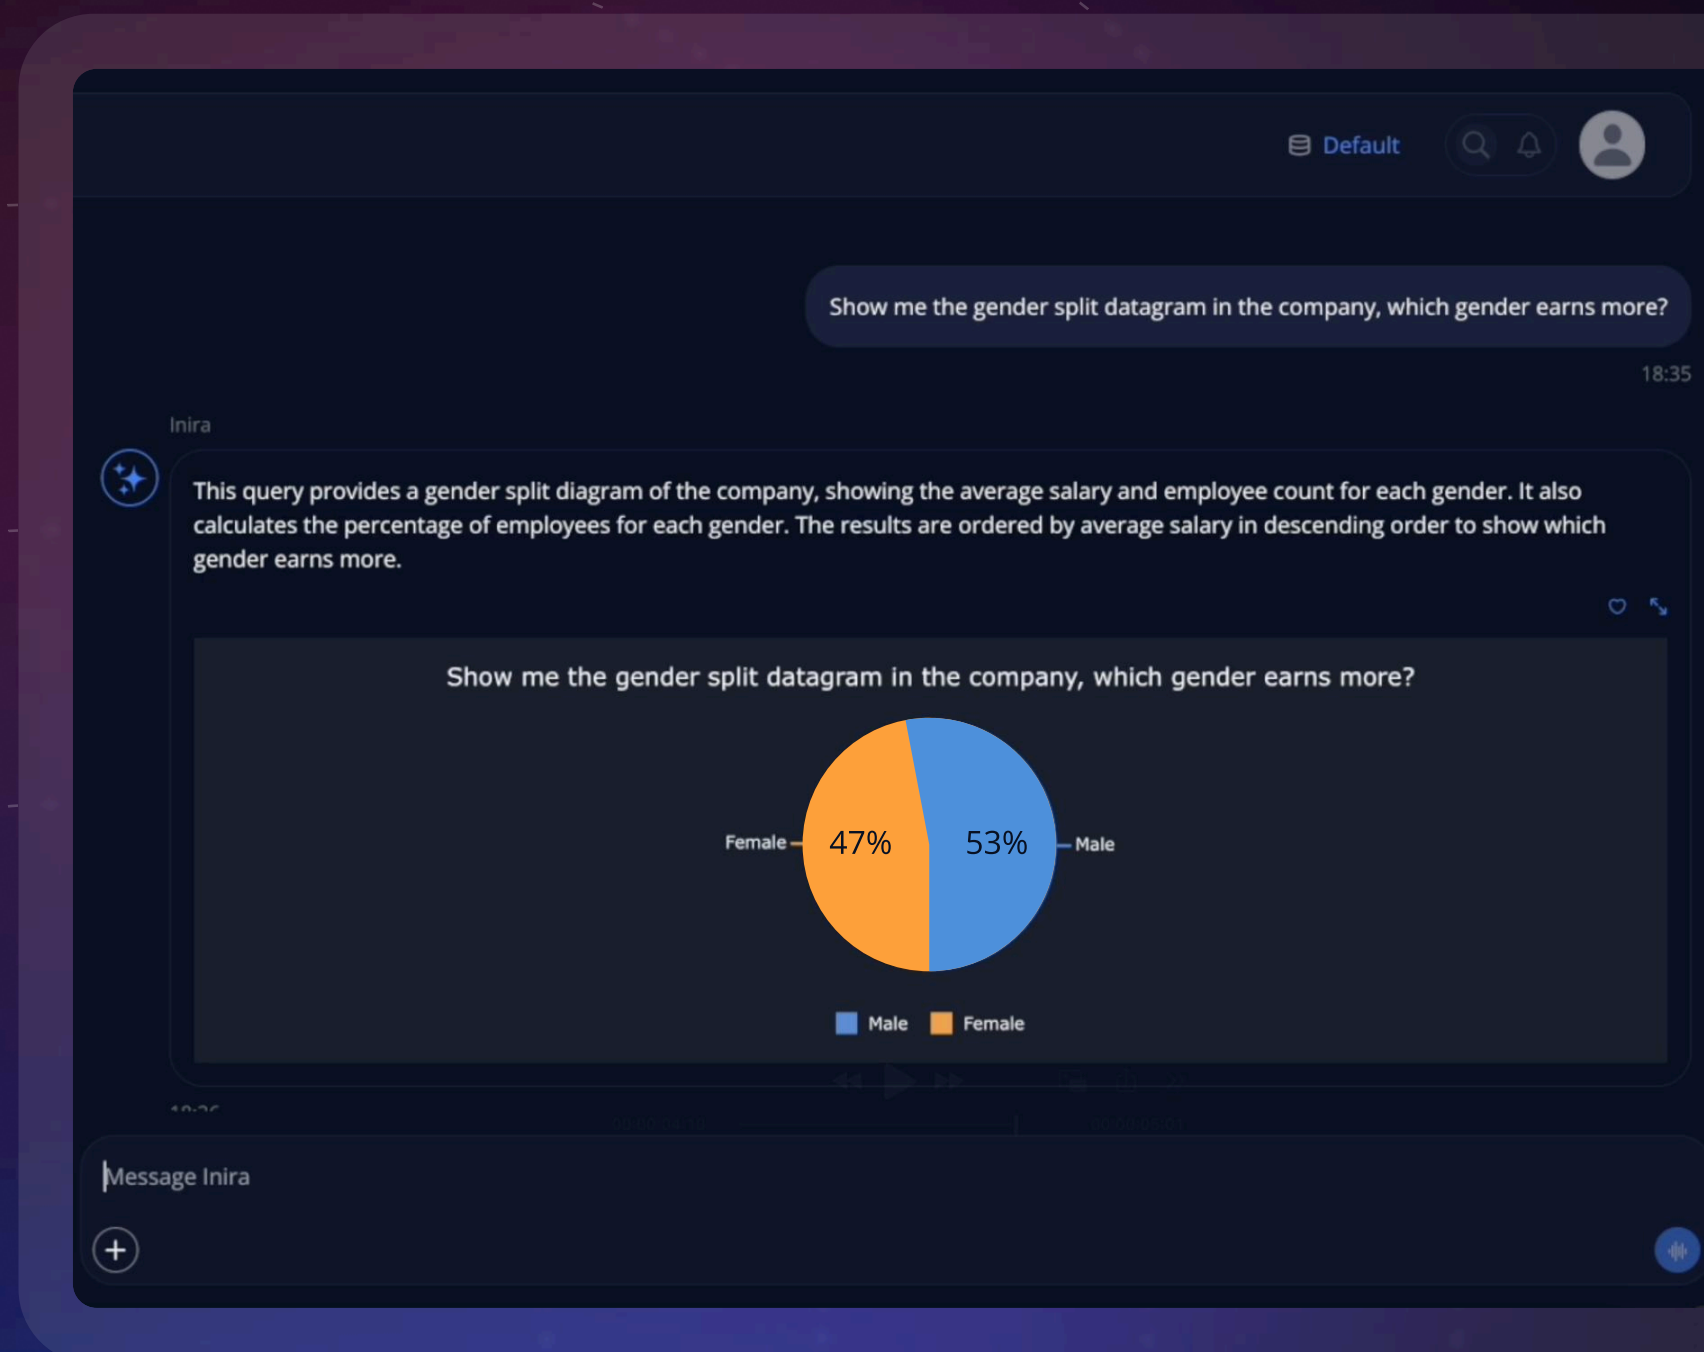 Default
Show me the gender split datagram in the company, which gender earns more?
18:35
Inira
This query provides a gender split diagram of the company, showing the average salary and employee count for each gender. It also
calculates the percentage of employees for each gender. The results are ordered by average salary in descending order to show which
gender earns more.
Show me the gender split datagram in the company, which gender earns more?
Female 47% 53% Male
Male Female
Message Inira